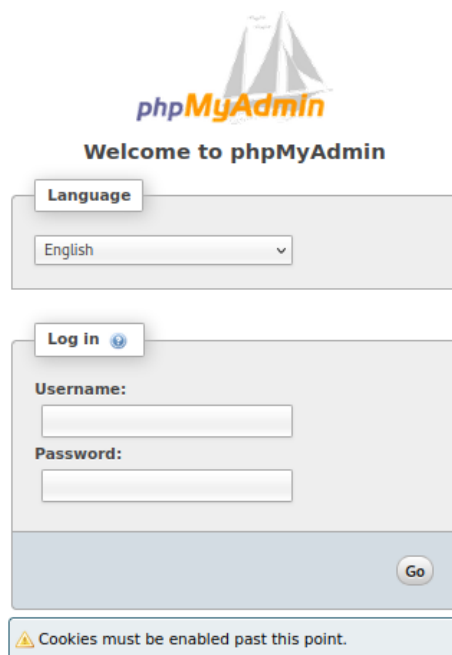 phpMyAdmin
Welcome to phpMyAdmin
Language
English
Log in
Username:
Password:
Go
Cookies must be enabled past this point.